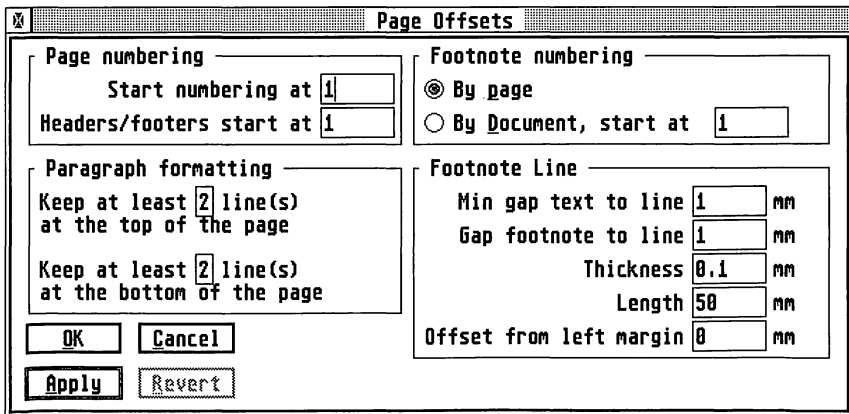 Page Offsets
Page numbering
Start numbering at 1
Headers/footers start at 1
Footnote numbering
By page
By Document, start at 1
Paragraph formatting
Keep at least 2 line(s)
at the top of the page
Keep at least 2 line(s)
at the bottom of the page
Footnote Line
Min gap text to line 1 mm
Gap footnote to line 1 mm
Thickness 0.1 mm
Length 50 mm
Offset from left margin 0 mm
OK Cancel
Apply Revert